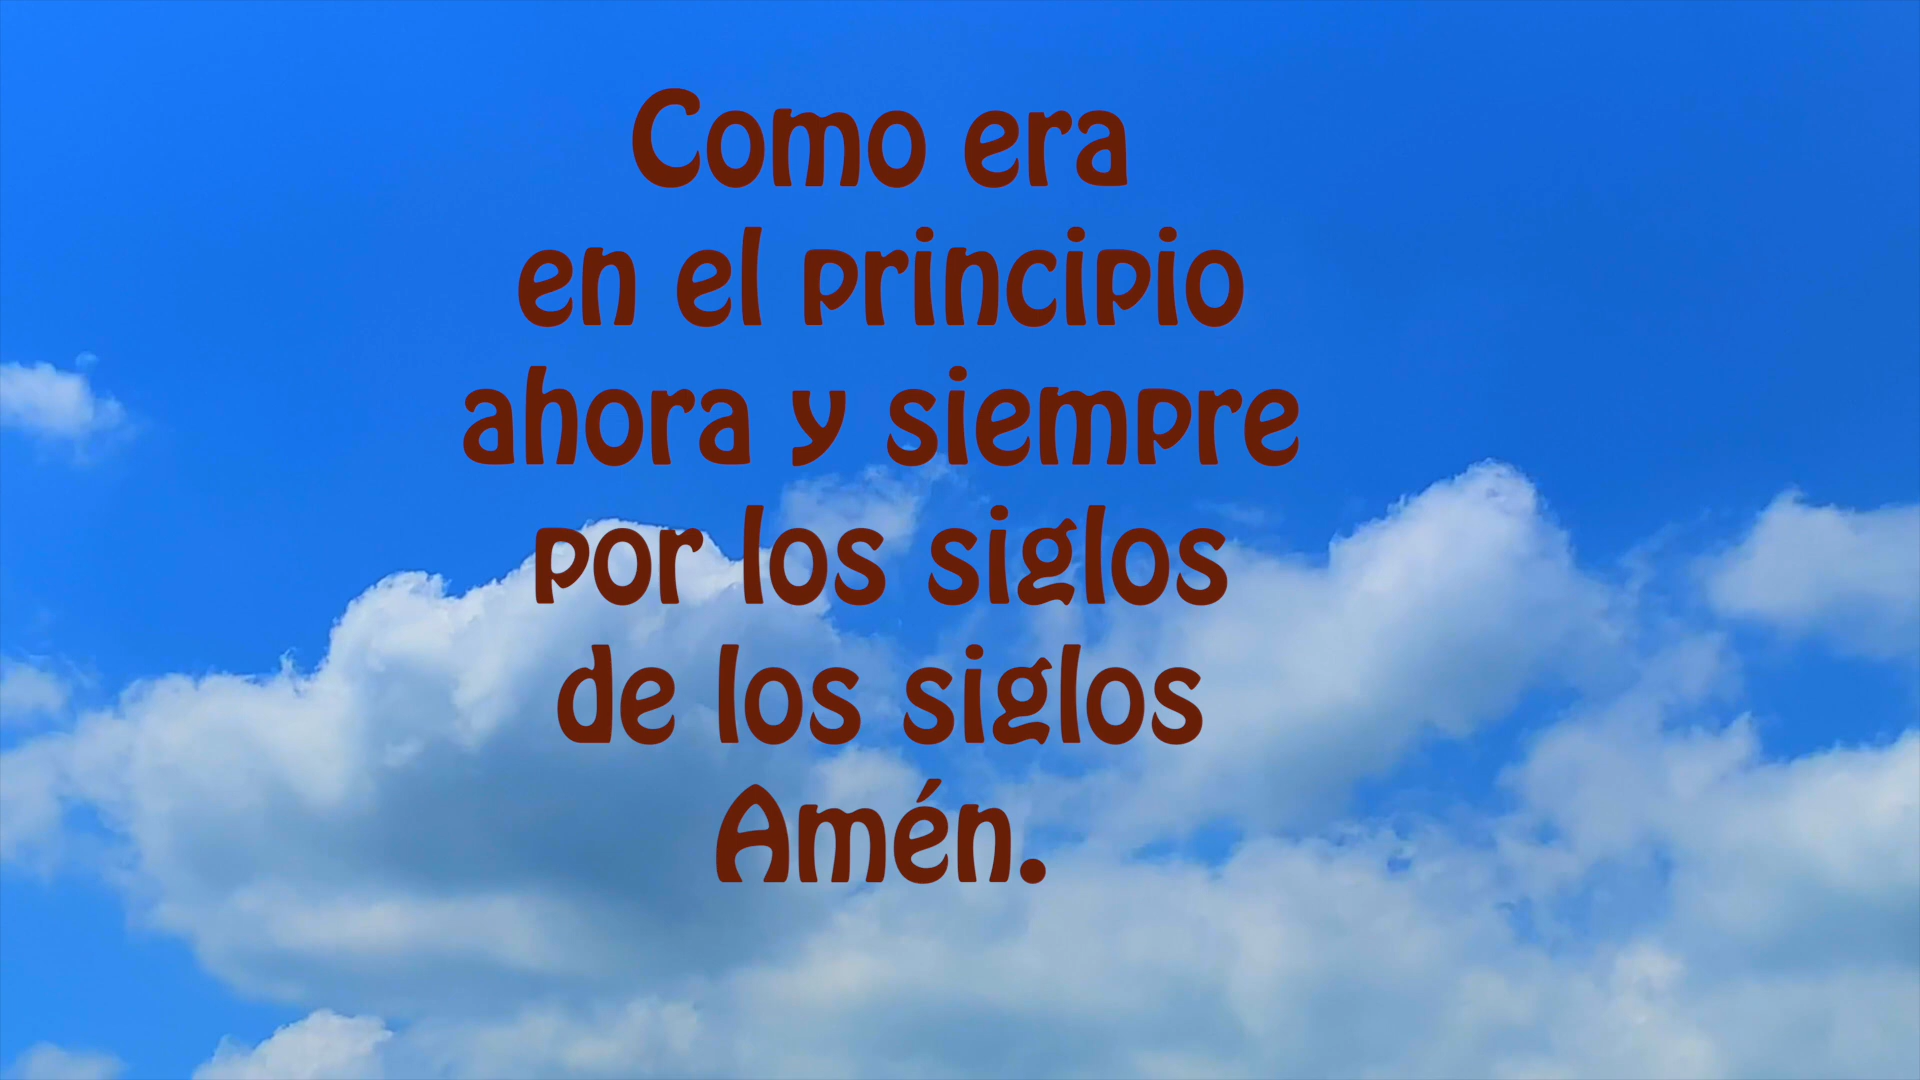 Como era
en el principio
ahora y siempre
por los siglos
de los siglos
Amén.